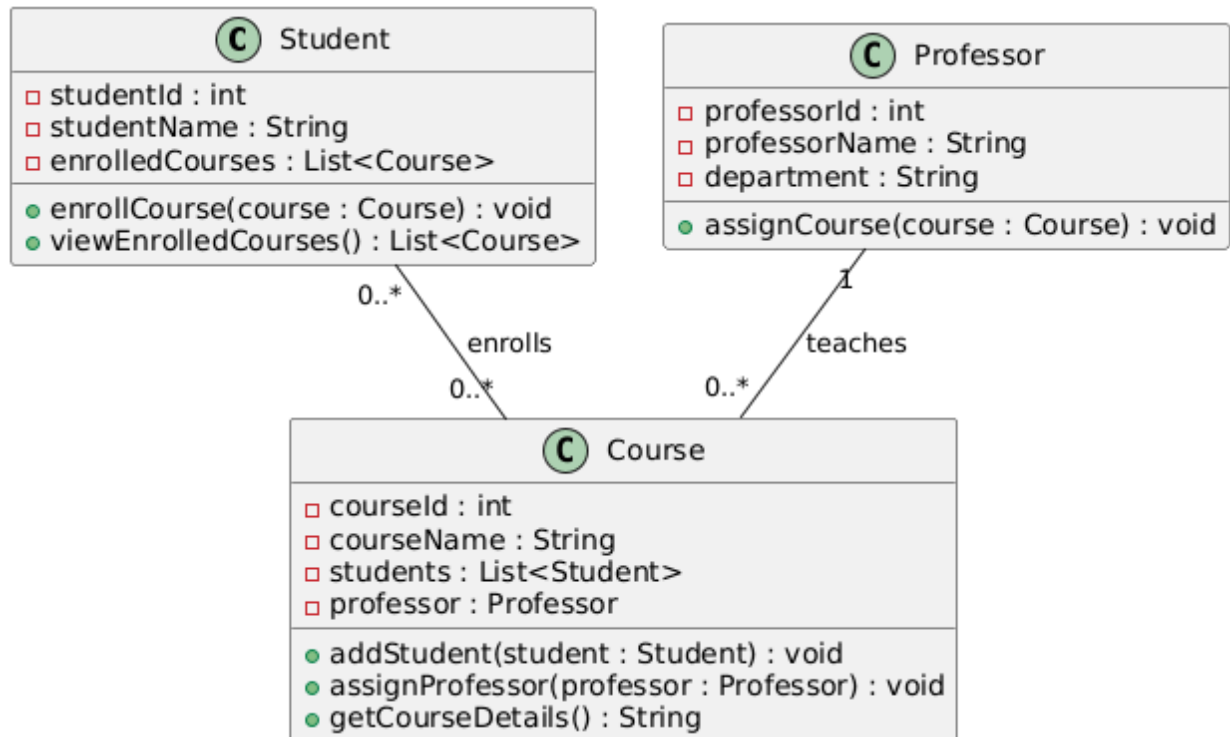 C Student
studentId : int
studentName : String
enrolledCourses : List<Course>
enrollCourse(course : Course) : void
viewEnrolledCourses() : List<Course>
C Professor
professorId : int
professorName : String
department : String
assignCourse(course : Course) : void
0..*
1
enrolls
teaches
0..*
0..*
C Course
courseId : int
courseName : String
students : List<Student>
professor : Professor
addStudent(student : Student) : void
assignProfessor(professor : Professor) : void
getCourseDetails() : String